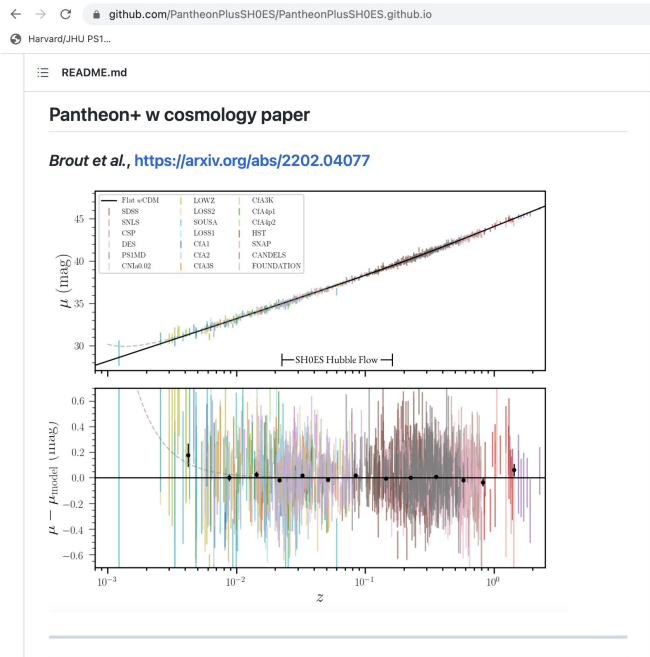 github.com/PantheonPlusSH0ES/PantheonPlusSH0ES.github.io
Harvard/JHU PS1...
README.md
Pantheon+ w cosmology paper
Brout et al., https://arxiv.org/abs/2202.04077
Flat wCDM
SDSS
SNLS
CSP
DES
PS1MD
CNIa0.02
LOWZ
LOSS2
SOUSA
LOSS1
CfA1
CfA2
CfA3S
CfA3K
CfA4p1
CfA4p2
HST
SNAP
CANDELS
FOUNDATION
μ (mag)
45
40
35
30
SH0ES Hubble Flow
μ − μmodel (mag)
0.6
0.4
0.2
0.0
−0.2
−0.4
−0.6
10−3
10−2
10−1
100
z